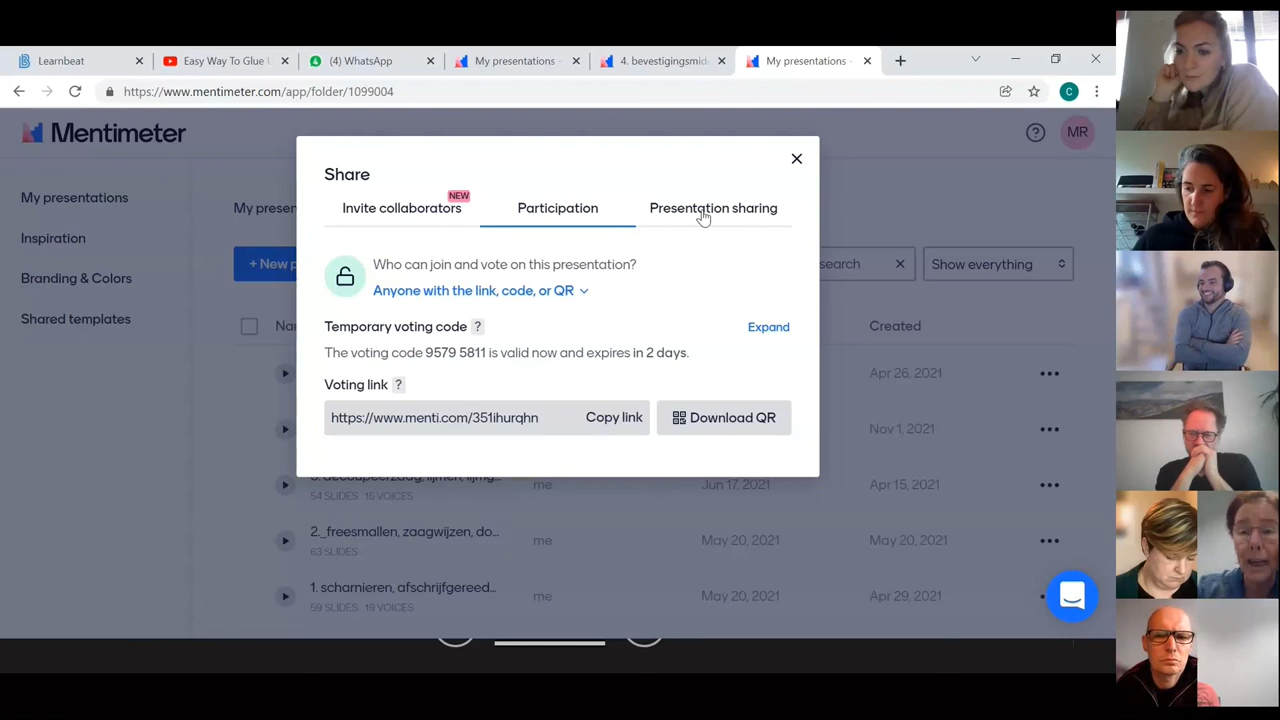 Learnbeat
Easy Way To Glue
(4) WhatsApp
My presentations -
4. bevestigingsmid
My presentations -
https://www.mentimeter.com/app/folder/1099004
C
Mentimeter
MR
My presentations
Inspiration
Branding & Colors
Shared templates
My presen
+ New p
search
Show everything
Created
Share
NEW
Invite collaborators
Participation
Presentation sharing
Who can join and vote on this presentation?
Anyone with the link, code, or QR
Temporary voting code ?
Expand
The voting code 9579 5811 is valid now and expires in 2 days.
Voting link ?
https://www.menti.com/351ihurqhn
Copy link
Download QR
Apr 26, 2021
Nov 1, 2021
me
Jun 17, 2021
Apr 15, 2021
54 SLIDES 15 VOICES
2._freesmallen, zaagwijzen, do...
me
May 20, 2021
May 20, 2021
63 SLIDES
1. scharnieren, afschrijfgereed...
me
May 20, 2021
Apr 29, 2021
59 SLIDES 19 VOICES